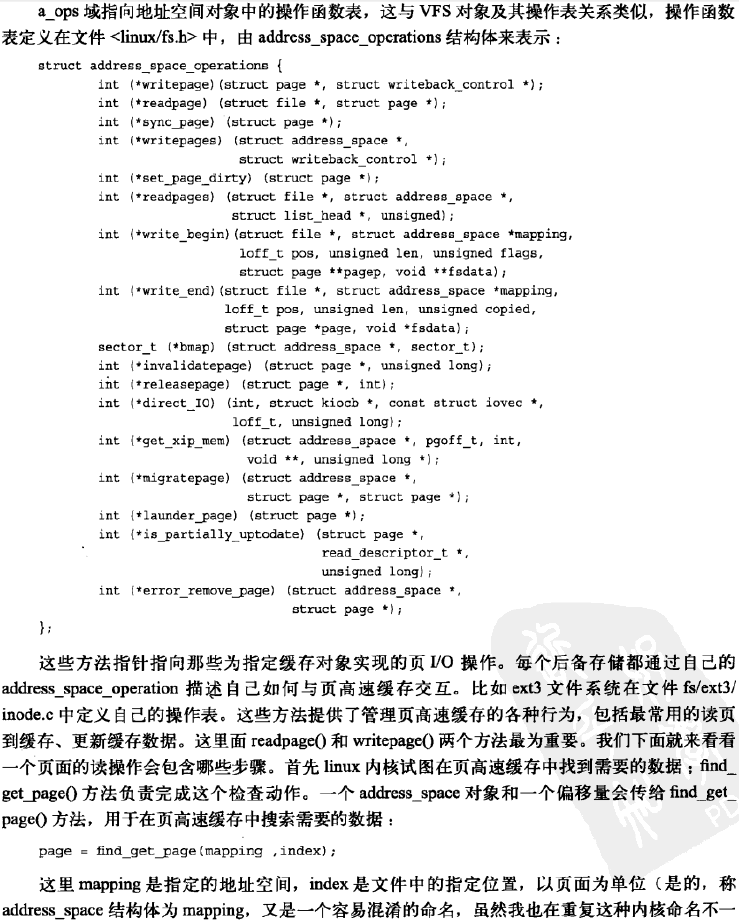 a_ops 域指向地址空间对象中的操作函数表，这与 VFS 对象及其操作表关系类似，操作函数
表定义在文件 <linux/fs.h> 中，由 address_space_operations 结构体来表示：
struct address_space_operations {
int (*writepage)(struct page *, struct writeback_control *);
int (*readpage) (struct file *, struct page *);
int (*sync_page) (struct page *);
int (*writepages) (struct address_space *,
struct writeback_control *);
int (*set_page_dirty) (struct page *);
int (*readpages) (struct file *, struct address_space *,
struct list_head *, unsigned);
int (*write_begin)(struct file *, struct address_space *mapping,
loff_t pos, unsigned len, unsigned flags,
struct page **pagep, void **fsdata);
int (*write_end)(struct file *, struct address_space *mapping,
loff_t pos, unsigned len, unsigned copied,
struct page *page, void *fsdata);
sector_t (*bmap) (struct address_space *, sector_t);
int (*invalidatepage) (struct page *, unsigned long);
int (*releasepage) (struct page *, int);
int (*direct_IO) (int, struct kiocb *, const struct iovec *,
loff_t, unsigned long);
int (*get_xip_mem) (struct address_space *, pgoff_t, int,
void **, unsigned long *);
int (*migratepage) (struct address_space *,
struct page *, struct page *);
int (*launder_page) (struct page *);
int (*is_partially_uptodate) (struct page *,
read_descriptor_t *,
unsigned long);
int (*error_remove_page) (struct address_space *,
struct page *);
};
这些方法指针指向那些为指定缓存对象实现的页 I/O 操作。每个后备存储都通过自己的
address_space_operation 描述自己如何与页高速缓存交互。比如 ext3 文件系统在文件 fs/ext3/
inode.c 中定义自己的操作表。这些方法提供了管理页高速缓存的各种行为，包括最常用的读页
到缓存、更新缓存数据。这里面 readpage() 和 writepage() 两个方法最为重要。我们下面就来看看
一个页面的读操作会包含哪些步骤。首先 linux 内核试图在页高速缓存中找到需要的数据；find_
get_page() 方法负责完成这个检查动作。一个 address_space 对象和一个偏移量会传给 find_get_
page() 方法，用于在页高速缓存中搜索需要的数据：
page = find_get_page(mapping ,index);
这里 mapping 是指定的地址空间，index 是文件中的指定位置，以页面为单位（是的，称
address_space 结构体为 mapping，又是一个容易混淆的命名，虽然我也在重复这种内核命名不一